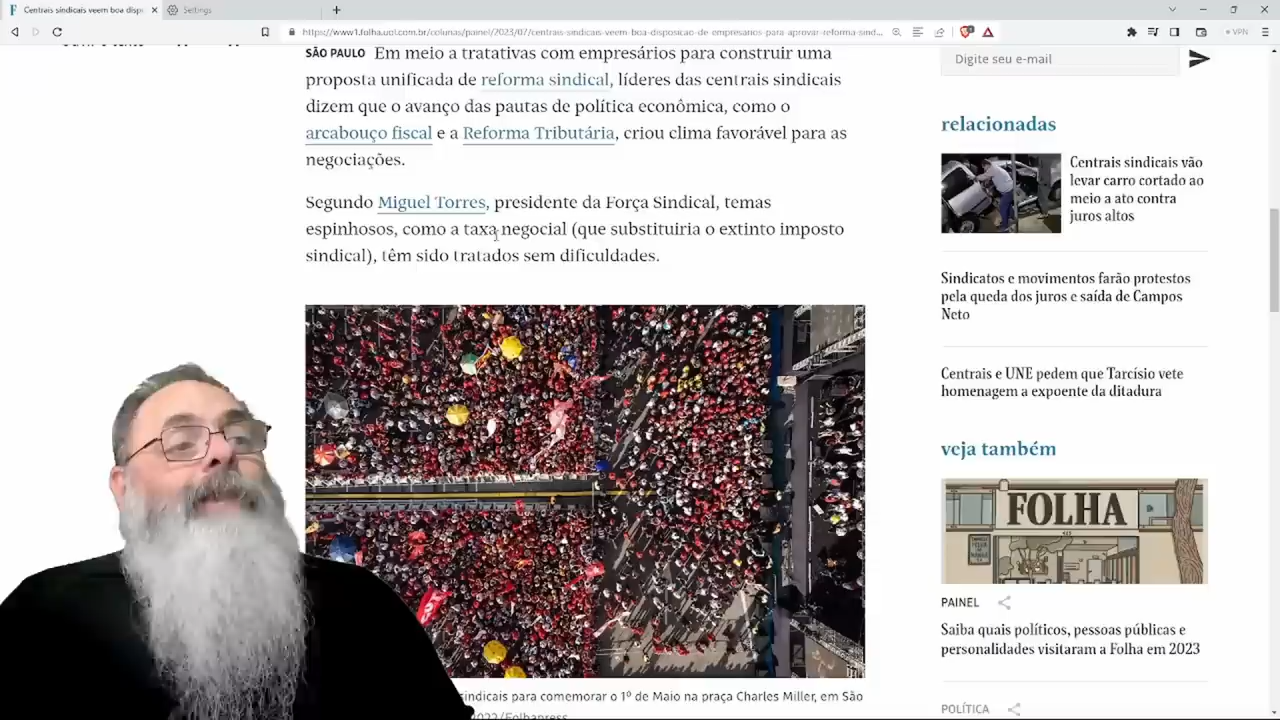 Centrais sindicais veem boa disp
Settings
https://www1.folha.uol.com.br/colunas/painel/2023/07/centrais-sindicais-veem-boa-disposicao-de-empresarios-para-aprovar-reforma-sind...
VPN
SÃO PAULO Em meio a tratativas com empresários para construir uma
proposta unificada de reforma sindical, líderes das centrais sindicais
dizem que o avanço das pautas de política econômica, como o
arcabouço fiscal e a Reforma Tributária, criou clima favorável para as
negociações.
Segundo Miguel Torres, presidente da Força Sindical, temas
espinhosos, como a taxa negocial (que substituiria o extinto imposto
sindical), têm sido tratados sem dificuldades.
sindicais para comemorar o 1º de Maio na praça Charles Miller, em São
Digite seu e-mail
relacionadas
Centrais sindicais vão
levar carro cortado ao
meio a ato contra
juros altos
Sindicatos e movimentos farão protestos
pela queda dos juros e saída de Campos
Neto
Centrais e UNE pedem que Tarcísio vete
homenagem a expoente da ditadura
veja também
FOLHA
PAINEL
Saiba quais políticos, pessoas públicas e
personalidades visitaram a Folha em 2023
POLÍTICA